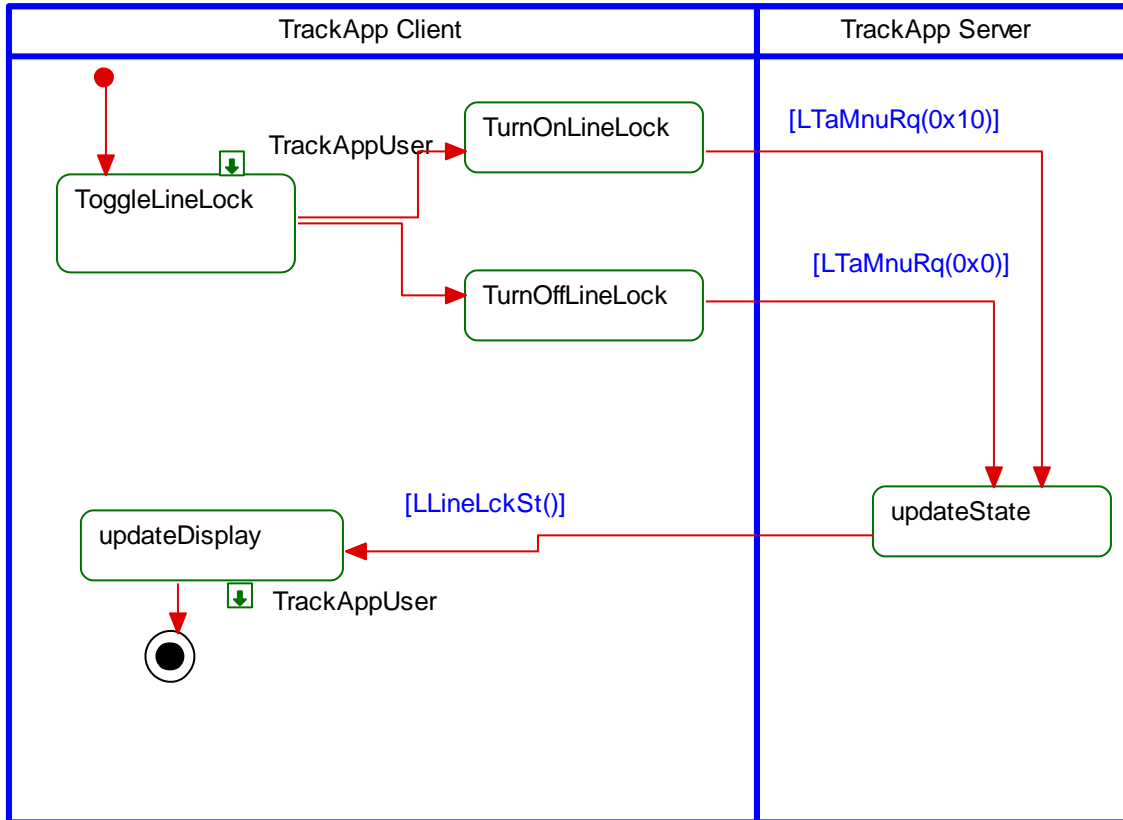 TrackApp Client
TrackApp Server
TurnOnLineLock
[LTaMnuRq(0x10)]
TrackAppUser
ToggleLineLock
[LTaMnuRq(0x0)]
TurnOffLineLock
[LLineLckSt()]
updateState
updateDisplay
TrackAppUser